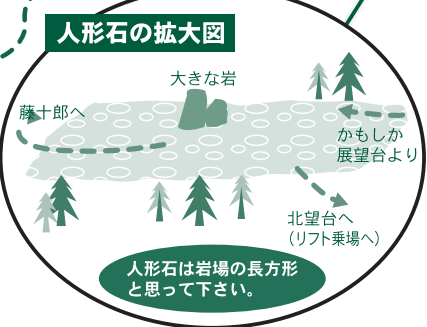 人形石の拡大図
大きな岩
藤十郎へ
かもしか
展望台より
北望台へ
（リフト乗場へ）
人形石は岩場の長方形
と思って下さい。